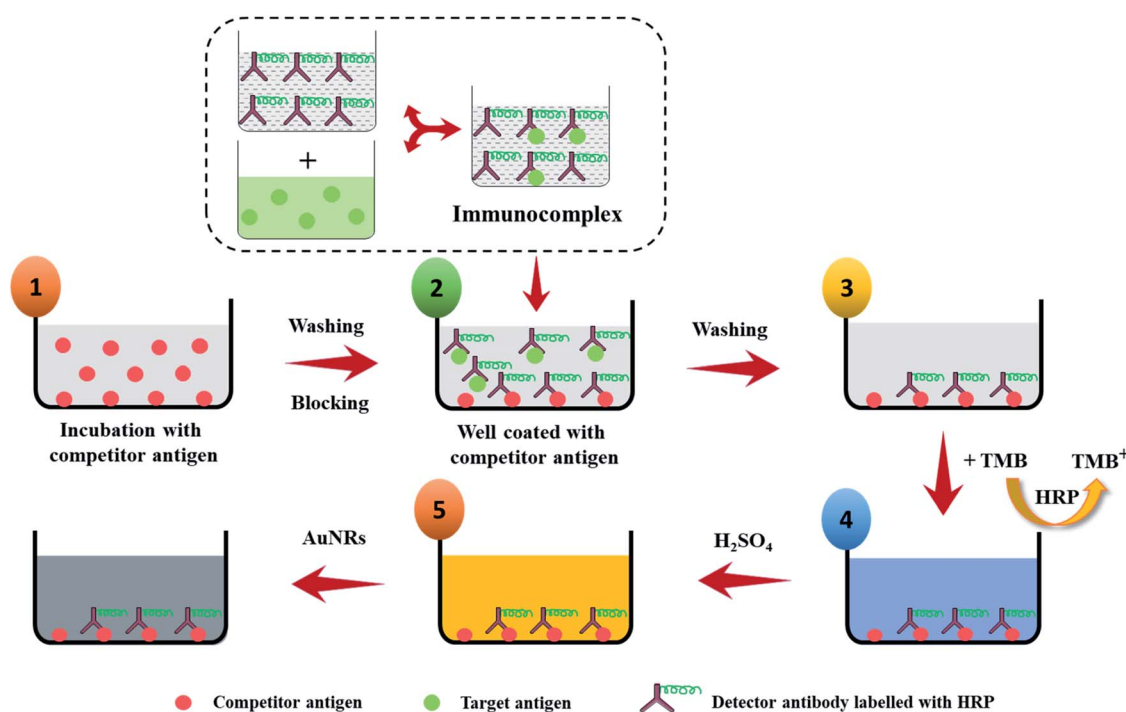 +
Immunocomplex
1
Washing
Blocking
2
Washing
3
Incubation with
competitor antigen
Well coated with
competitor antigen
+ TMB
TMB⁺
HRP
4
H₂SO₄
5
AuNRs
Competitor antigen
Target antigen
Detector antibody labelled with HRP